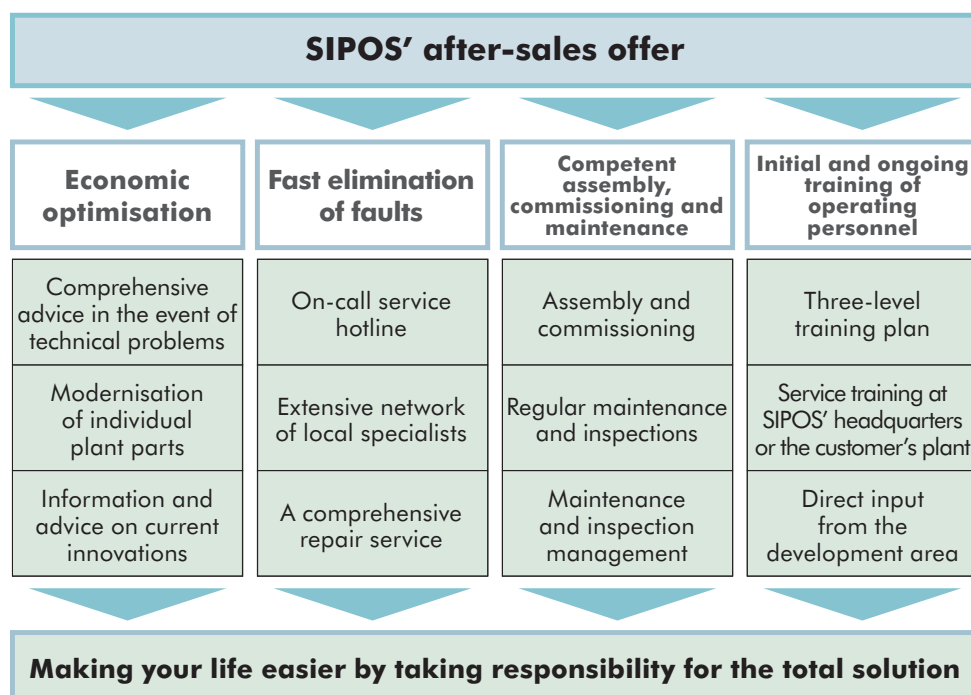 SIPOS’ after-sales offer
Economic
optimisation
Fast elimination
of faults
Competent
assembly,
commissioning and
maintenance
Initial and ongoing
training of
operating
personnel
Comprehensive
advice in the event of
technical problems
On-call service
hotline
Assembly and
commissioning
Three-level
training plan
Modernisation
of individual
plant parts
Extensive network
of local specialists
Regular maintenance
and inspections
Service training at
SIPOS’ headquarters
or the customer’s plant
Information and
advice on current
innovations
A comprehensive
repair service
Maintenance
and inspection
management
Direct input
from the
development area
Making your life easier by taking responsibility for the total solution